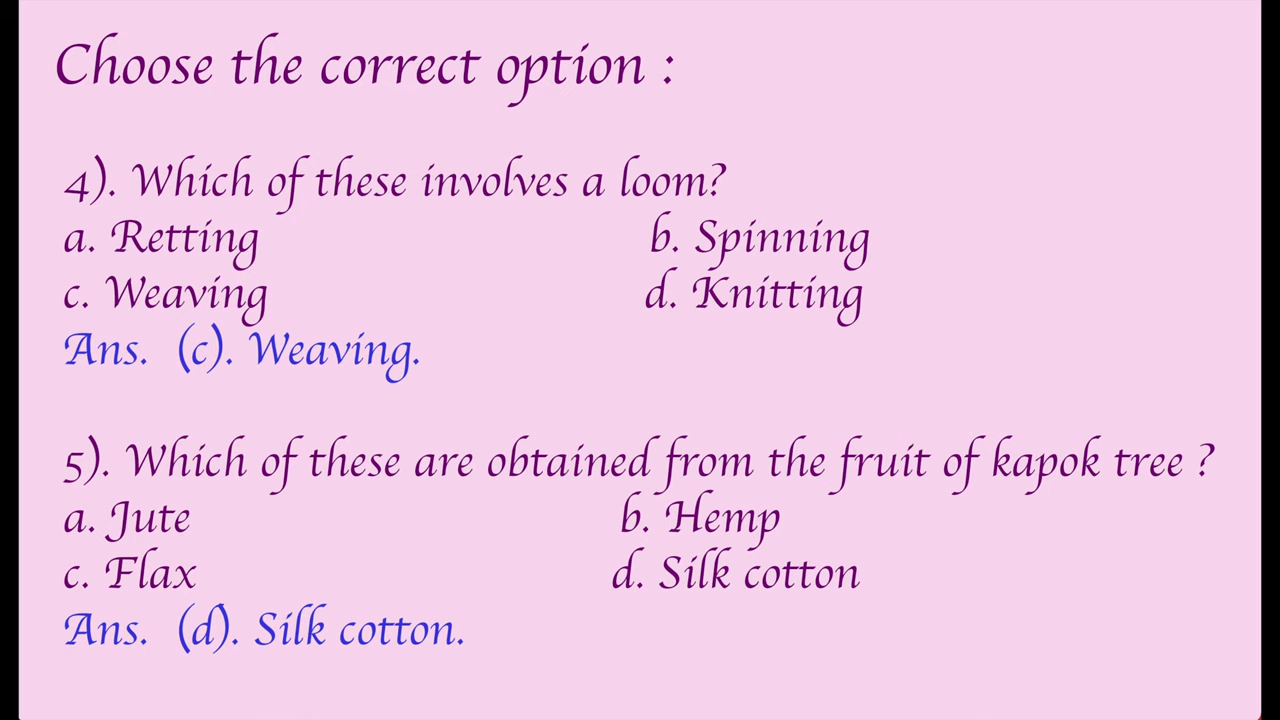 Choose the correct option :
4). Which of these involves a loom?
a. Retting b. Spinning
c. Weaving d. Knitting
Ans. (c). Weaving.
5). Which of these are obtained from the fruit of kapok tree ?
a. Jute b. Hemp
c. Flax d. Silk cotton
Ans. (d). Silk cotton.